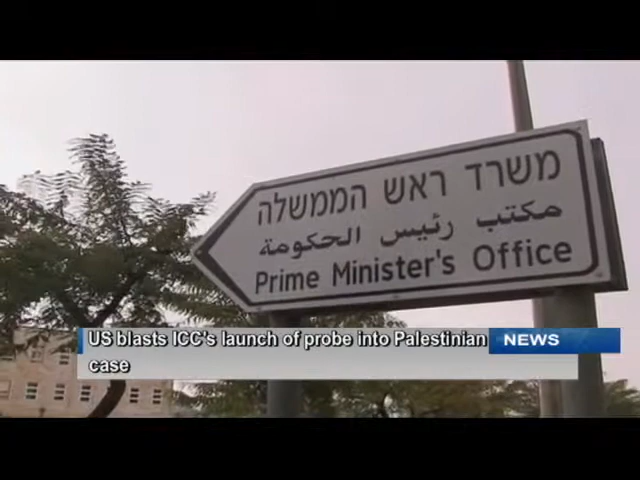 משרד ראש הממשלה
مكتب رئيس الحكومة
Prime Minister's Office
US blasts ICC's launch of probe into Palestinian
case
NEWS